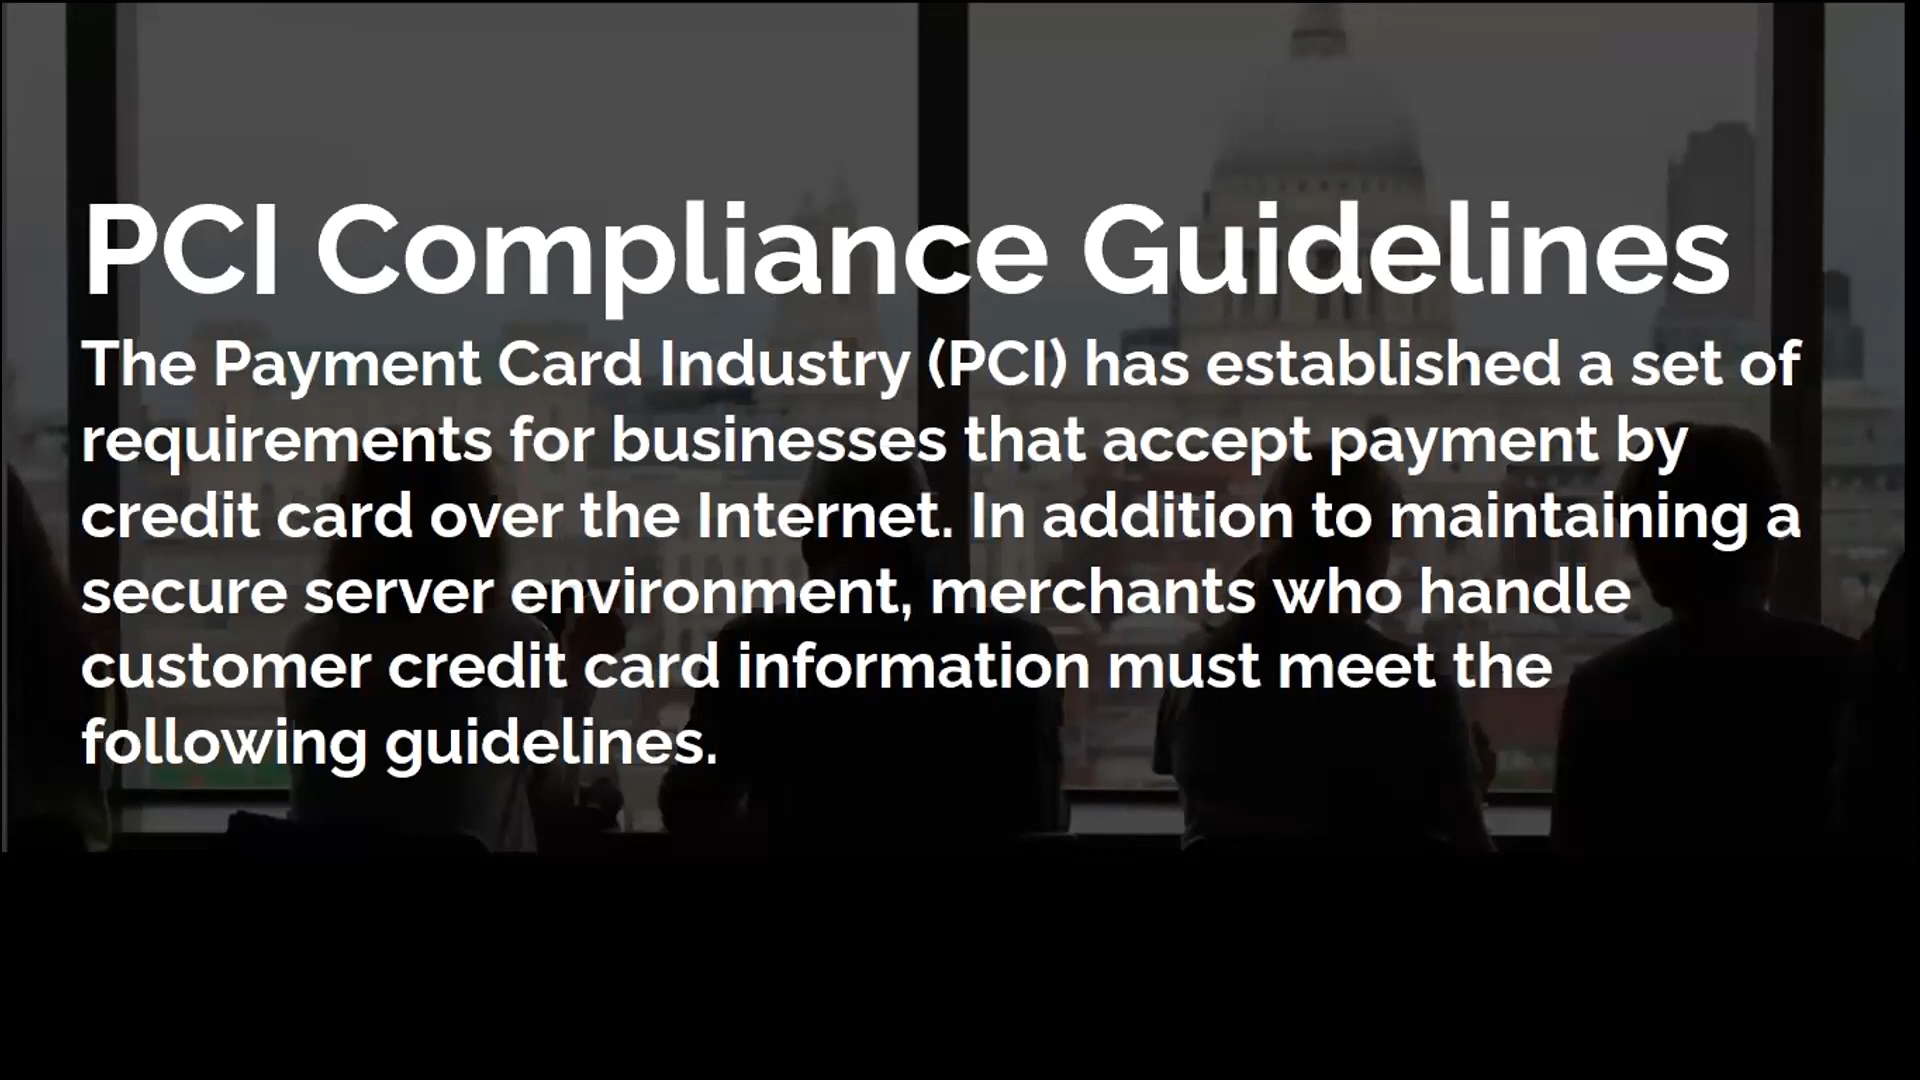 PCI Compliance Guidelines
The Payment Card Industry (PCI) has established a set of
requirements for businesses that accept payment by
credit card over the Internet. In addition to maintaining a
secure server environment, merchants who handle
customer credit card information must meet the
following guidelines.